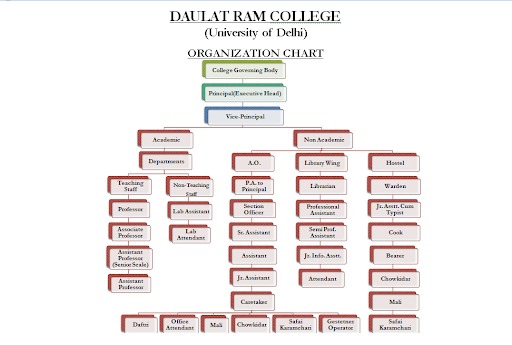 DAULAT RAM COLLEGE
(University of Delhi)
ORGANIZATION CHART
College Governing Body
Principal(Executive Head)
Vice-Principal
Academic
Non Academic
Departments
A.O.
Library Wing
Hostel
Teaching
Staff
Non-Teaching
Staff
P.A. to
Principal
Librarian
Warden
Professor
Lab Assistant
Section
Officer
Professional
Assistant
Jr. Asstt. Cum
Typist
Associate
Professor
Lab
Attendant
Sr. Assistant
Semi Prof.
Assistant
Cook
Assistant
Professor
(Senior Scale)
Assistant
Jr. Info. Asstt.
Bearer
Assistant
Professor
Jr. Assistant
Attendant
Chowkidar
Caretaker
Mali
Daftri
Office
Attendant
Mali
Chowkidar
Safai
Karamchari
Gestetner
Operator
Safai
Karamchari